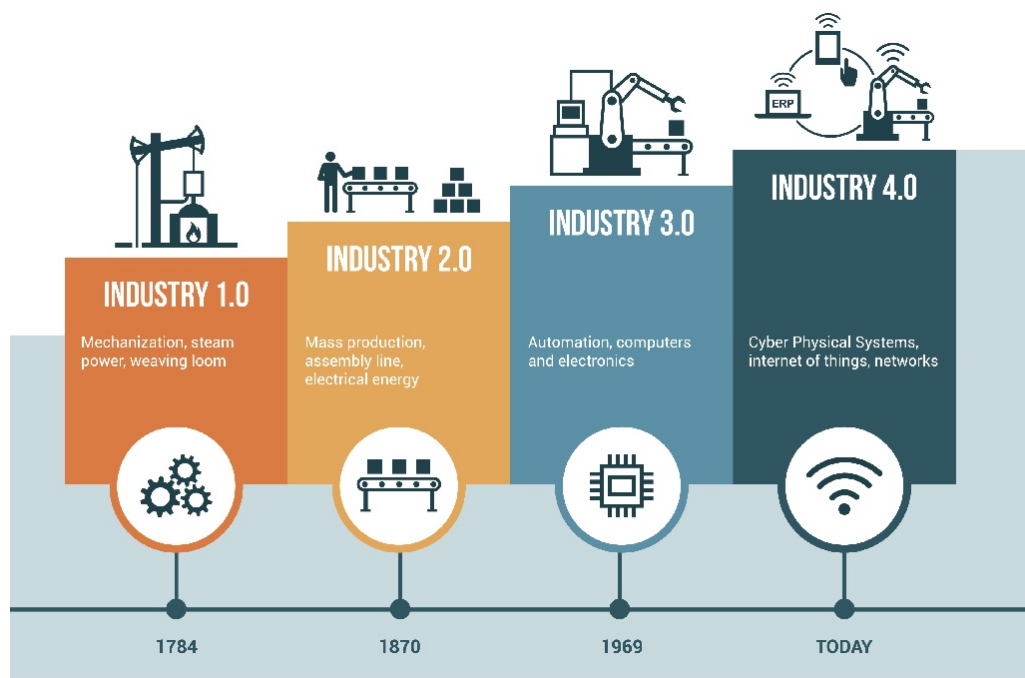 ERP
INDUSTRY 1.0
Mechanization, steam
power, weaving loom
INDUSTRY 2.0
Mass production,
assembly line,
electrical energy
INDUSTRY 3.0
Automation, computers
and electronics
INDUSTRY 4.0
Cyber Physical Systems,
internet of things, networks
1784
1870
1969
TODAY